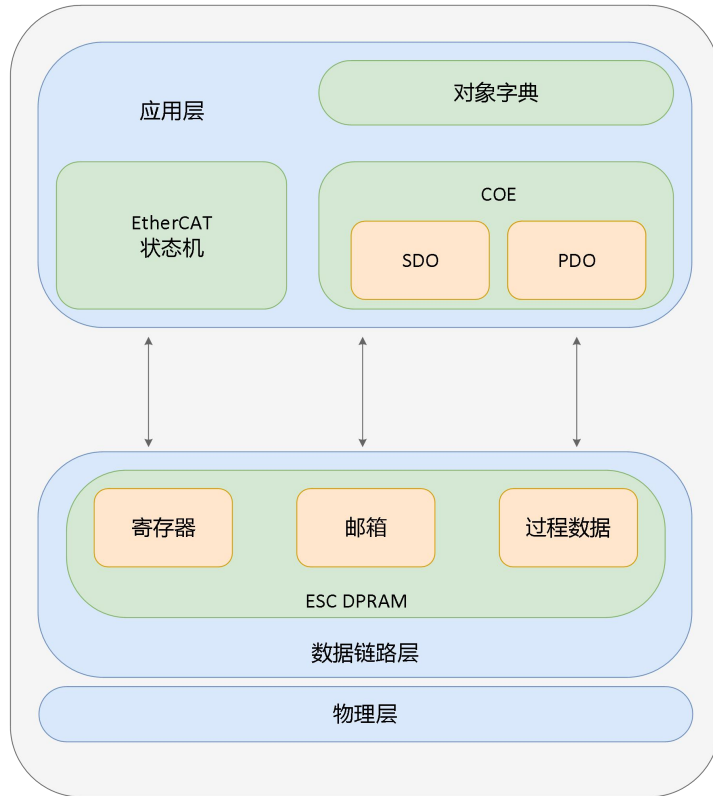 应用层
对象字典
EtherCAT
状态机
COE
SDO
PDO
寄存器
邮箱
过程数据
ESC DPRAM
数据链路层
物理层